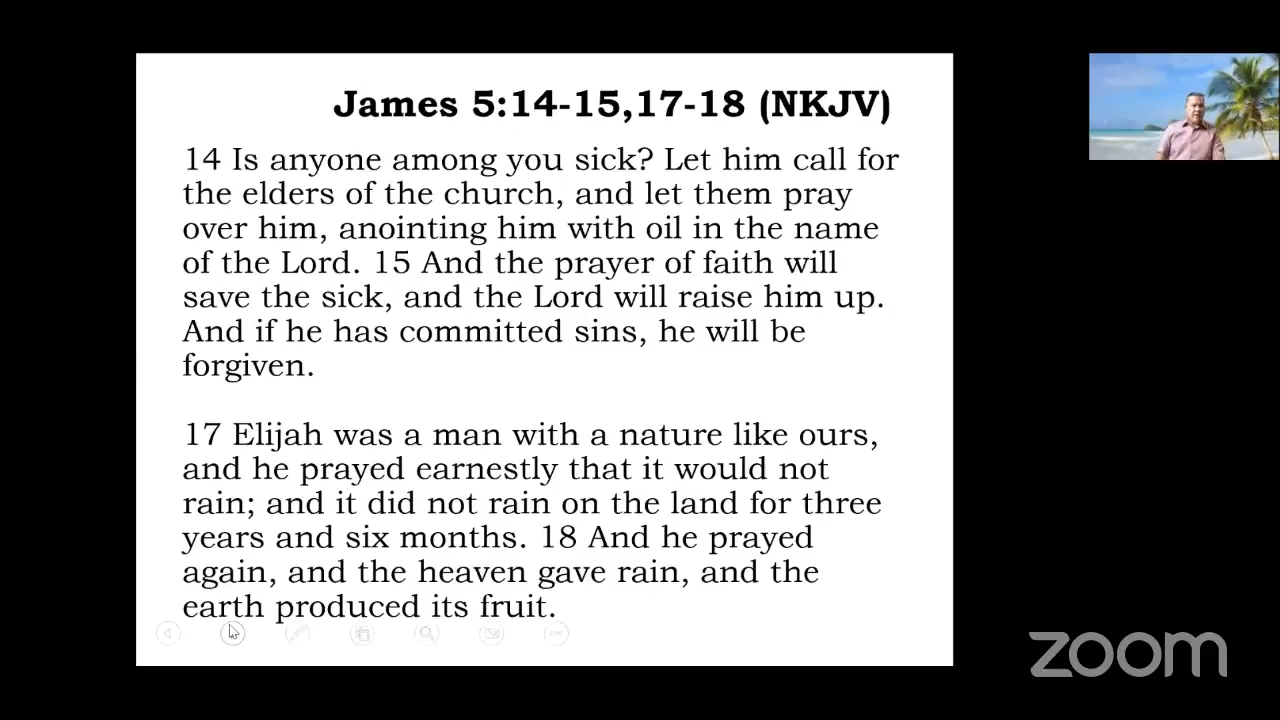 James 5:14-15,17-18 (NKJV)
14 Is anyone among you sick? Let him call for
the elders of the church, and let them pray
over him, anointing him with oil in the name
of the Lord. 15 And the prayer of faith will
save the sick, and the Lord will raise him up.
And if he has committed sins, he will be
forgiven.
17 Elijah was a man with a nature like ours,
and he prayed earnestly that it would not
rain; and it did not rain on the land for three
years and six months. 18 And he prayed
again, and the heaven gave rain, and the
earth produced its fruit.
zoom